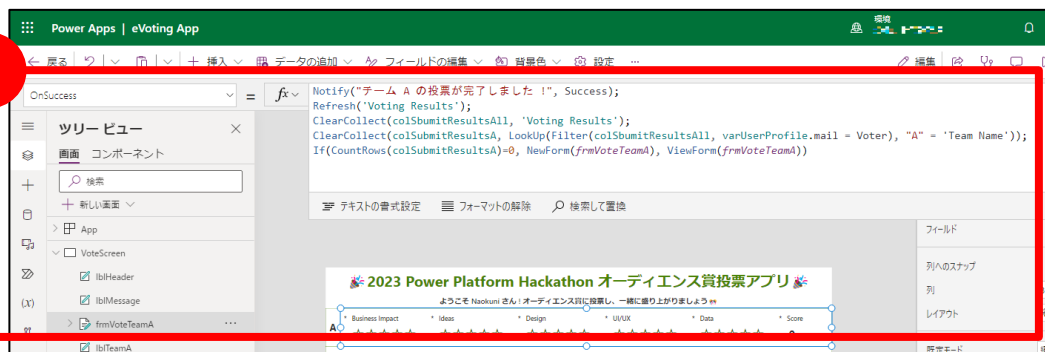 Power Apps | eVoting App
環境
戻る
挿入
データの追加
フィールドの編集
背景色
設定
…
編集
OnSuccess
=
fx
Notify("チーム A の投票が完了しました !", Success);
Refresh('Voting Results');
ClearCollect(colSbumitResultsAll, 'Voting Results');
ClearCollect(colSubmitResultsA, LookUp(Filter(colSbumitResultsAll, varUserProfile.mail = Voter), "A" = 'Team Name'));
If(CountRows(colSubmitResultsA)=0, NewForm(frmVoteTeamA), ViewForm(frmVoteTeamA))
テキストの書式設定
フォーマットの解除
検索して置換
ツリー ビュー
画面
コンポーネント
検索
新しい画面
App
VoteScreen
lblHeader
lblMessage
frmVoteTeamA
lblTeamA
2023 Power Platform Hackathon オーディエンス賞投票アプリ
ようこそ Naokuni さん！オーディエンス賞に投票し、一緒に盛り上がりましょう
A
* Business Impact
* Ideas
* Design
* UI/UX
* Data
* Score
フィールド
列へのスナップ
列
レイアウト
既定モード